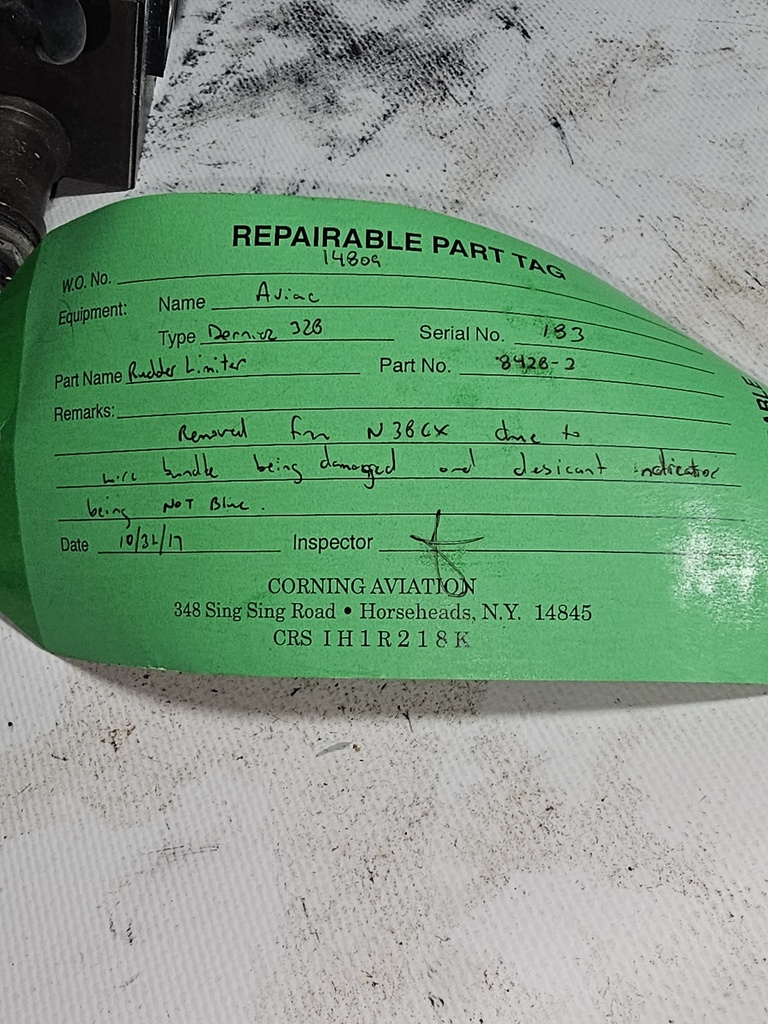 REPAIRABLE PART TAG
W.O. No. 14809
Equipment: Name Aviac
Type Dernier 328 Serial No. 183
Part Name Rudder Limiter Part No. 8428-2
Remarks:
Removed from N38CX due to
wire bundle being damaged and desicant indicator
being NOT Blue.
Date 10/31/17 Inspector
CORNING AVIATION
348 Sing Sing Road • Horseheads, N.Y. 14845
CRS IH1R218K